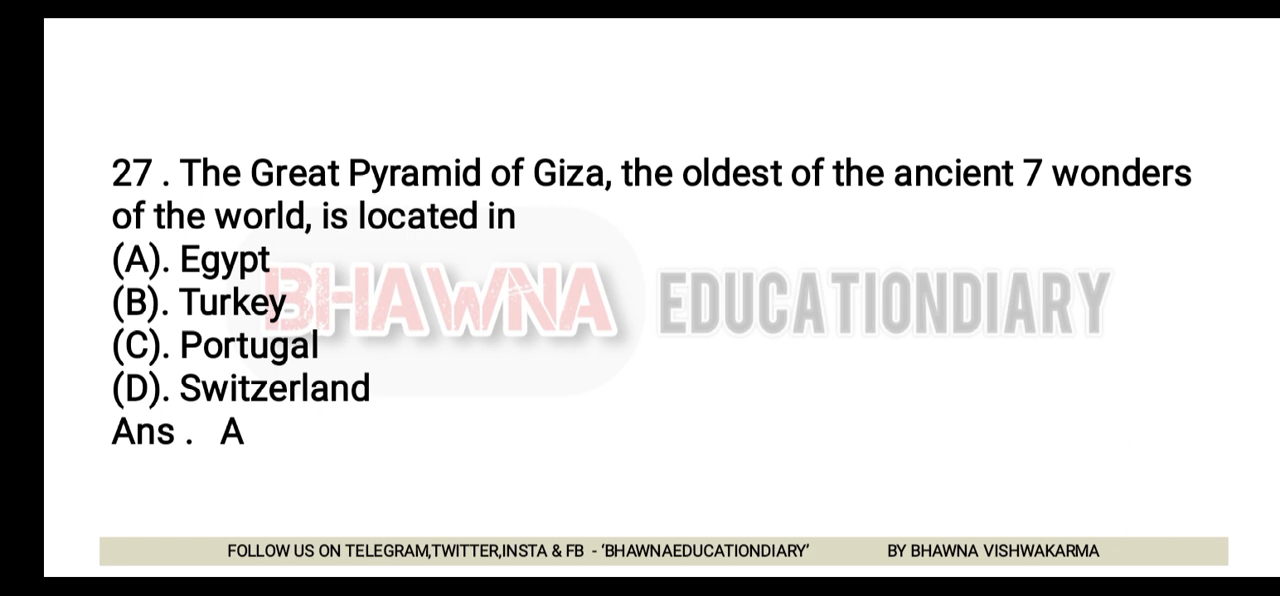 27 . The Great Pyramid of Giza, the oldest of the ancient 7 wonders
of the world, is located in
(A). Egypt
(B). Turkey
(C). Portugal
(D). Switzerland
Ans . A
BHAWNA EDUCATIONDIARY
FOLLOW US ON TELEGRAM,TWITTER,INSTA & FB - ‘BHAWNAEDUCATIONDIARY’ BY BHAWNA VISHWAKARMA